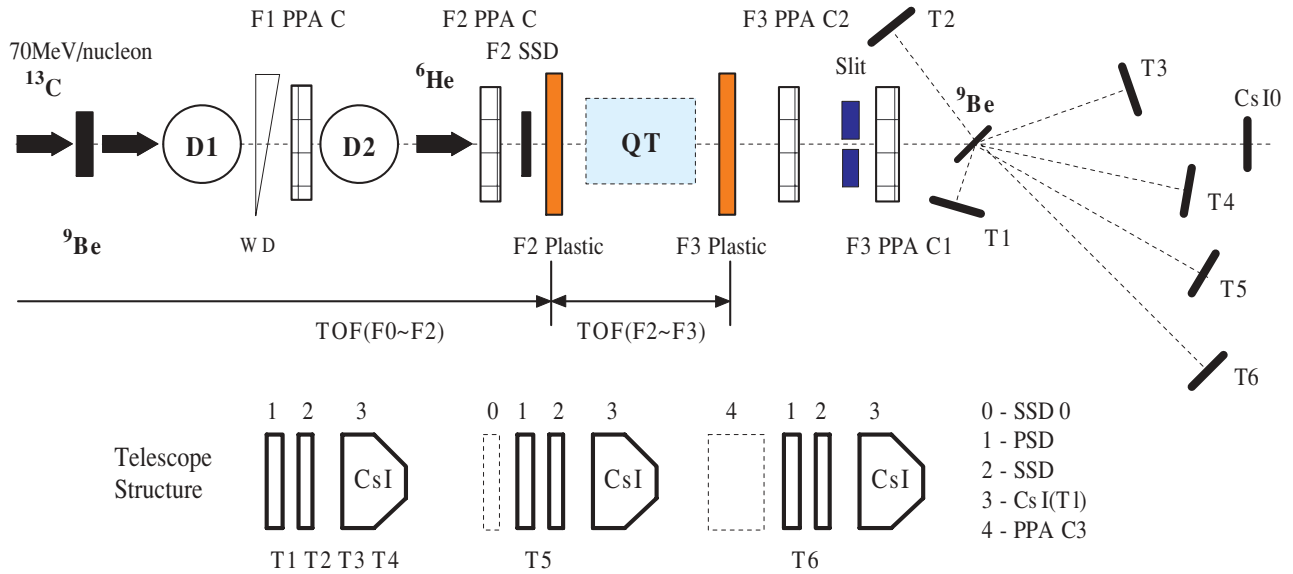 F1 PPA C
F2 PPA C
F3 PPA C2
T2
70MeV/nucleon
F2 SSD
13C
6He
Slit
T3
9Be
CsI0
D1
D2
QT
T4
T1
9Be
W D
F2 Plastic
F3 Plastic
F3 PPA C1
T5
TOF(F0~F2)
TOF(F2~F3)
T6
1 2 3
0 1 2 3
4 1 2 3
0 - SSD 0
1 - PSD
2 - SSD
3 - CsI(Tl)
4 - PPA C3
Telescope
Structure
CsI
CsI
CsI
T1 T2 T3 T4
T5
T6